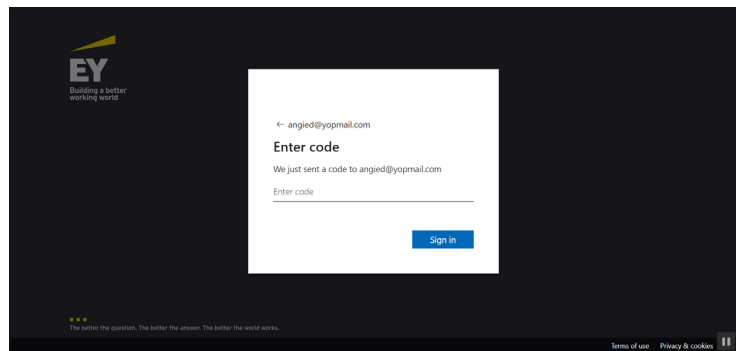 EY
Building a better
working world
← angied@yopmail.com
Enter code
We just sent a code to angied@yopmail.com
Enter code
Sign in
The better the question. The better the answer. The better the world works.
Terms of use Privacy & cookies